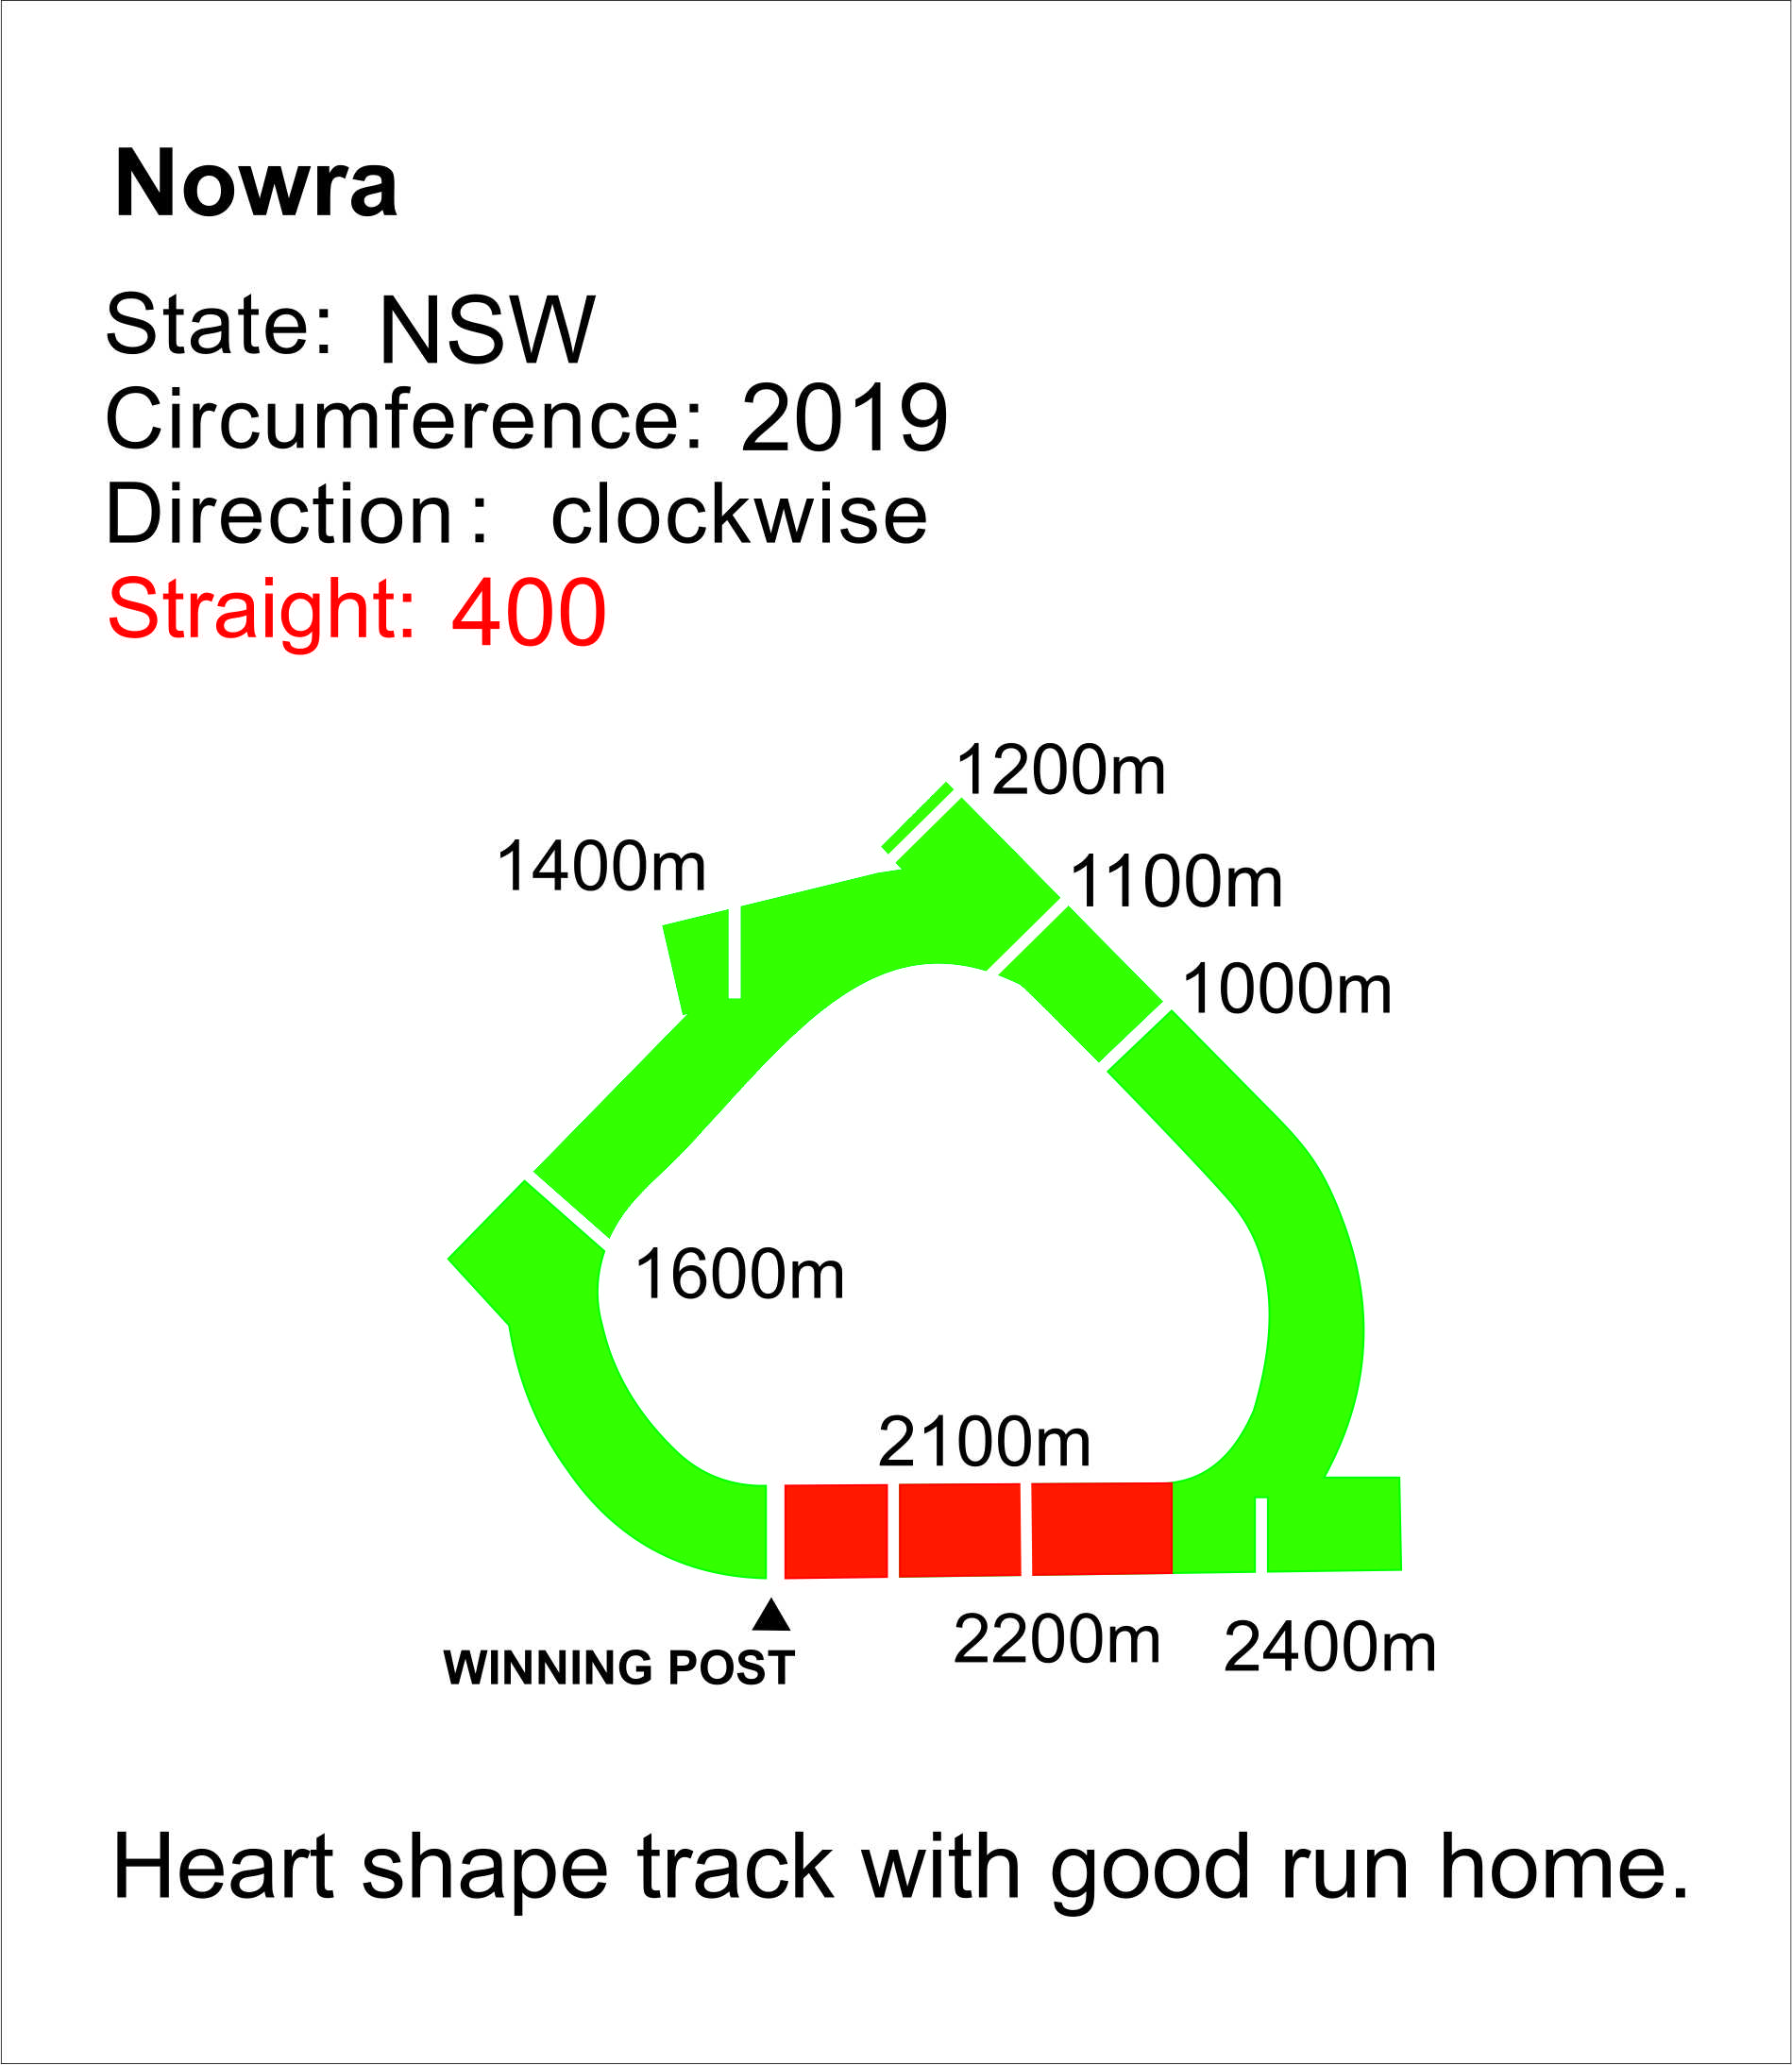 Nowra
State: NSW
Circumference: 2019
Direction : clockwise
Straight: 400
1200m
1400m
1100m
1000m
1600m
2100m
2200m
2400m
WIINNING POST
Heart shape track with good run home.